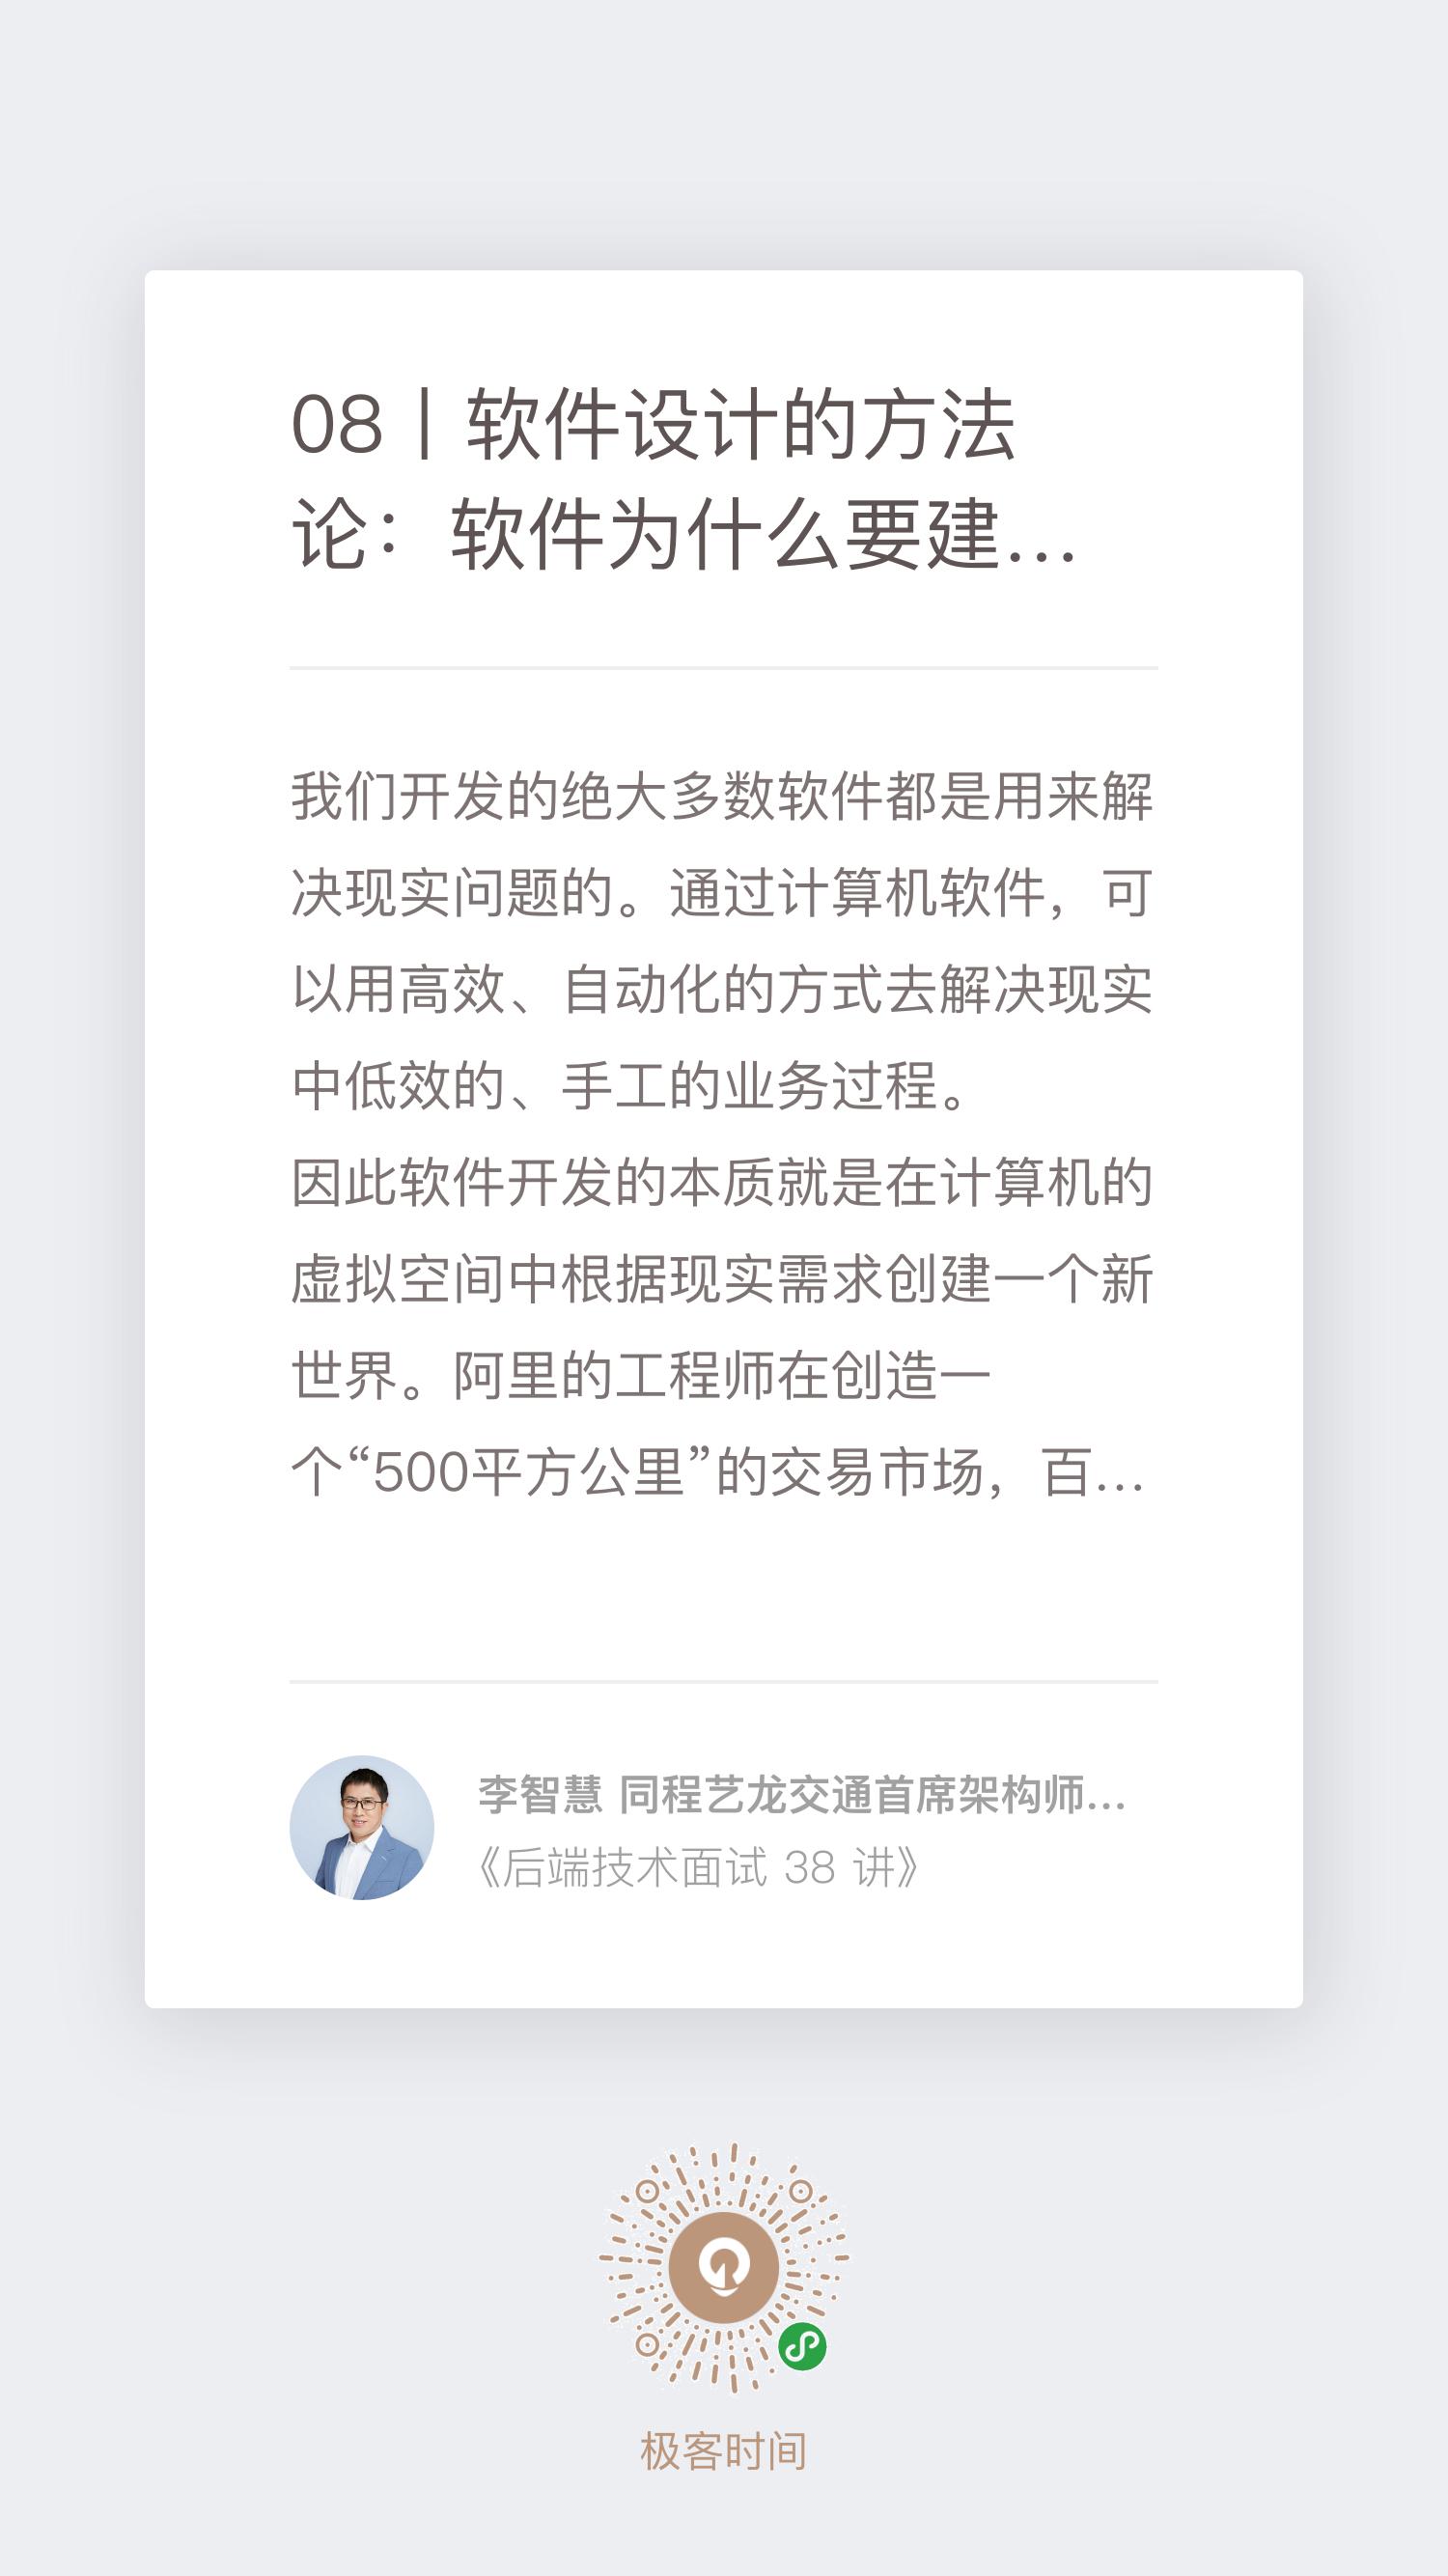 08 | 软件设计的方法
论：软件为什么要建...
我们开发的绝大多数软件都是用来解
决现实问题的。通过计算机软件，可
以用高效、自动化的方式去解决现实
中低效的、手工的业务过程。
因此软件开发的本质就是在计算机的
虚拟空间中根据现实需求创建一个新
世界。阿里的工程师在创造一
个“500平方公里”的交易市场，百...
李智慧 同程艺龙交通首席架构师...
《后端技术面试 38 讲》
极客时间